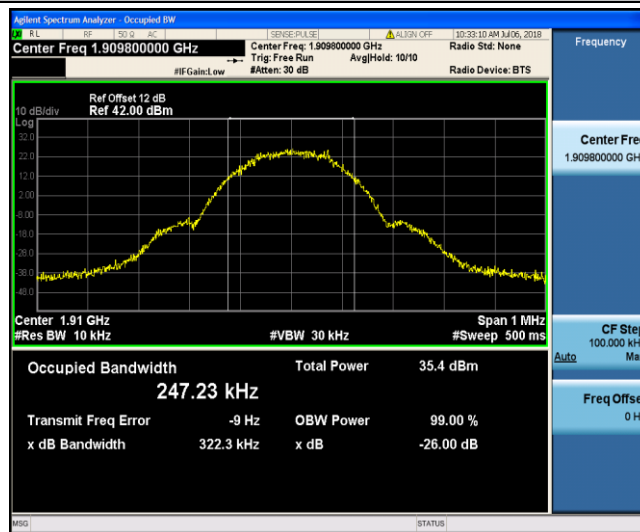 Agilent Spectrum Analyzer - Occupied BW
RL RF 50 Ω AC SENSE:PULSE ALIGN OFF 10:33:10 AM Jul 06, 2018
Center Freq 1.909800000 GHz Center Freq: 1.909800000 GHz Radio Std: None
Trig: Free Run Avg|Hold: 10/10
#IFGain:Low #Atten: 30 dB Radio Device: BTS
Ref Offset 12 dB
10 dB/div Ref 42.00 dBm
Log
32.0
22.0
12.0
2.00
-8.00
-18.0
-28.0
-38.0
-48.0
Center 1.91 GHz Span 1 MHz
#Res BW 10 kHz #VBW 30 kHz #Sweep 500 ms
Occupied Bandwidth Total Power 35.4 dBm
247.23 kHz
Transmit Freq Error -9 Hz OBW Power 99.00 %
x dB Bandwidth 322.3 kHz x dB -26.00 dB
MSG STATUS
Frequency
Center Fre
1.909800000 GH
CF Step
100.000 kH
Auto Ma
Freq Offse
0 H